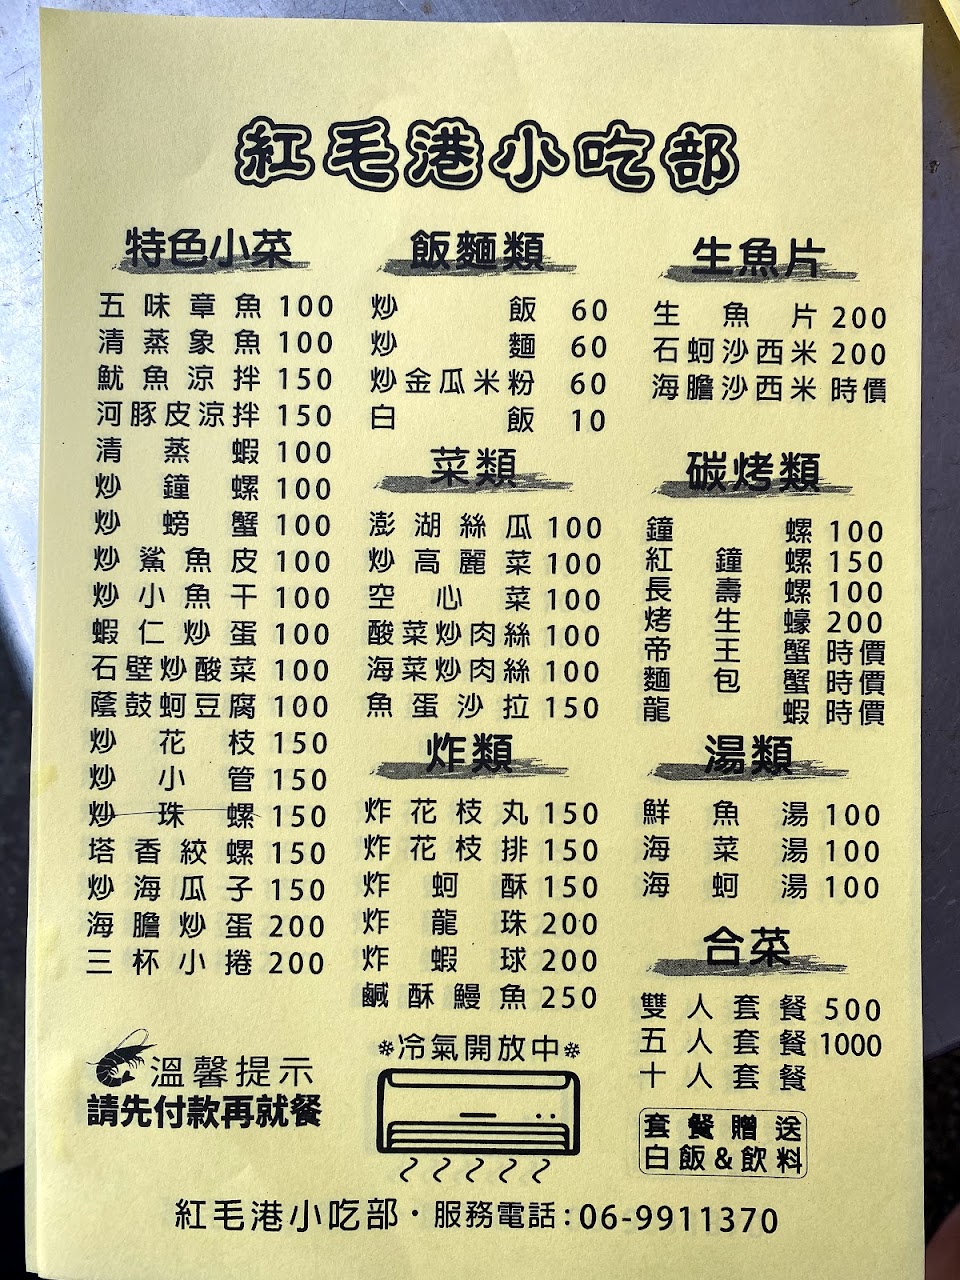 紅毛港小吃部
特色小菜
五味章魚 100
清蒸象魚 100
魷魚涼拌 150
河豚皮涼拌 150
清蒸蝦 100
炒鐘螺 100
炒螃蟹 100
炒鯊魚皮 100
炒小魚干 100
蝦仁炒蛋 100
石壁炒酸菜 100
蔭鼓蚵豆腐 100
炒花枝 150
炒小管 150
炒珠螺 150
塔香絞螺 150
炒海瓜子 150
海膽炒蛋 200
三杯小捲 200
溫馨提示
請先付款再就餐
飯麵類
炒飯 60
炒麵 60
炒金瓜米粉 60
白飯 10
菜類
澎湖絲瓜 100
炒高麗菜 100
空心菜 100
酸菜炒肉絲 100
海菜炒肉絲 100
魚蛋沙拉 150
炸類
炸花枝丸 150
炸花枝排 150
炸蚵酥 150
炸龍珠 200
炸蝦球 200
鹹酥鰻魚 250
冷氣開放中
生魚片
生魚片 200
石蚵沙西米 200
海膽沙西米 時價
碳烤類
鐘螺 100
紅鐘螺 150
長壽螺 100
烤生蠔 200
帝王蟹 時價
麵包蟹 時價
龍蝦 時價
湯類
鮮魚湯 100
海菜湯 100
海蚵湯 100
合菜
雙人套餐 500
五人套餐 1000
十人套餐
套餐贈送
白飯&飲料
紅毛港小吃部・服務電話:06-9911370